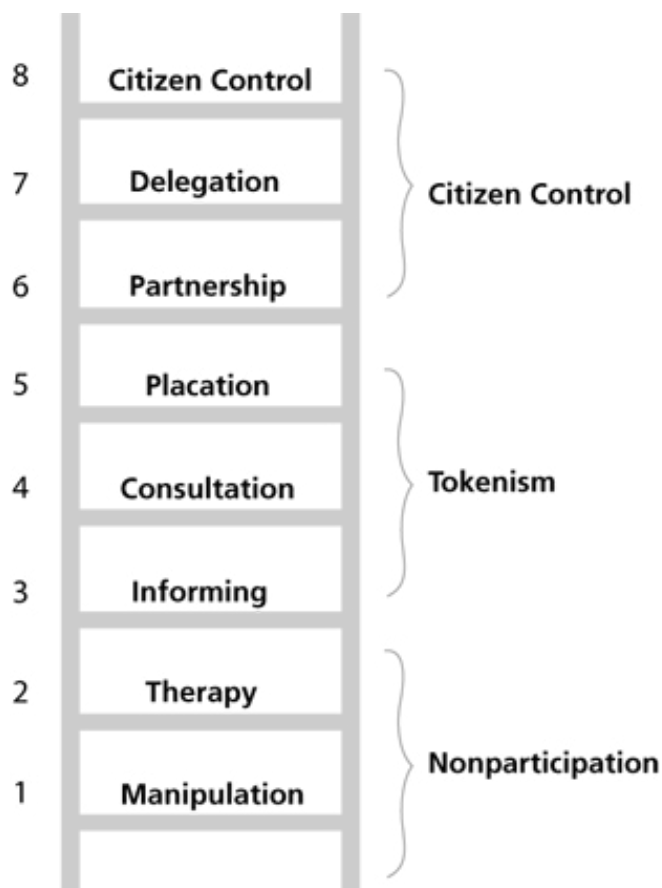 8 Citizen Control
7 Delegation
Citizen Control
6 Partnership
5 Placation
4 Consultation
Tokenism
3 Informing
2 Therapy
Nonparticipation
1 Manipulation